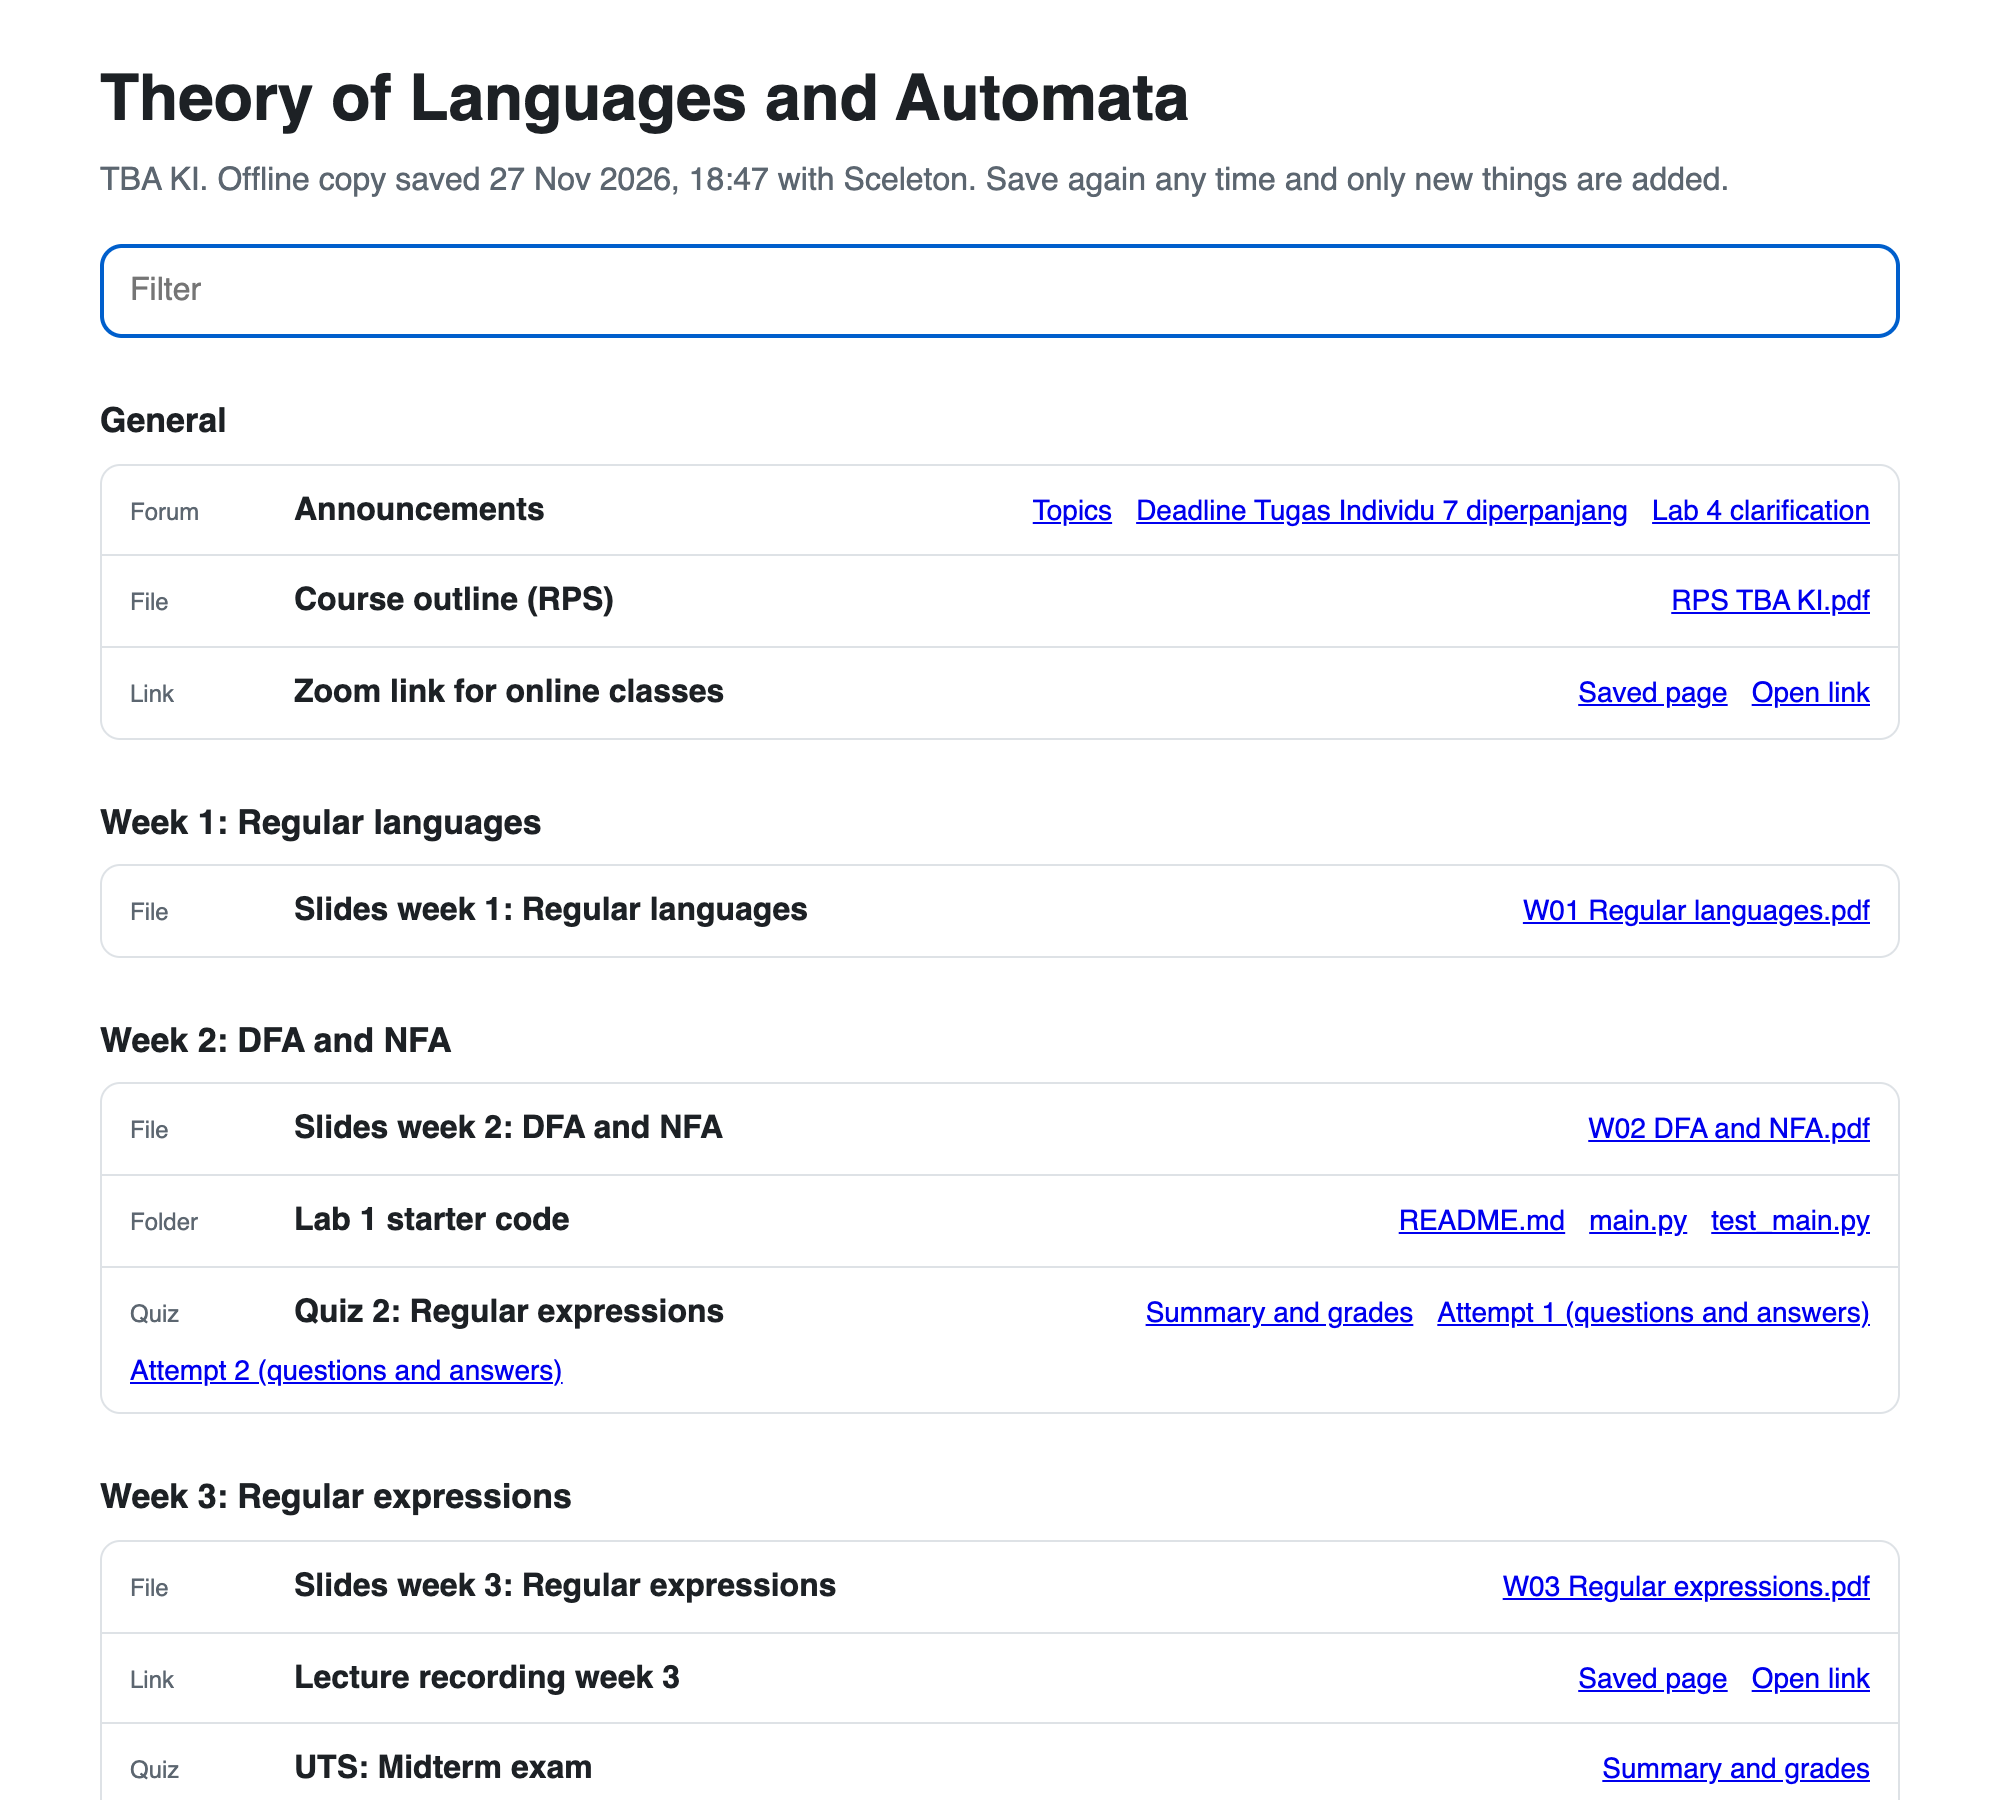 Theory of Languages and Automata
TBA KI. Offline copy saved 27 Nov 2026, 18:47 with Sceleton. Save again any time and only new things are added.
Filter
General
Forum Announcements Topics Deadline Tugas Individu 7 diperpanjang Lab 4 clarification
File Course outline (RPS) RPS TBA KI.pdf
Link Zoom link for online classes Saved page Open link
Week 1: Regular languages
File Slides week 1: Regular languages W01 Regular languages.pdf
Week 2: DFA and NFA
File Slides week 2: DFA and NFA W02 DFA and NFA.pdf
Folder Lab 1 starter code README.md main.py test_main.py
Quiz Quiz 2: Regular expressions Summary and grades Attempt 1 (questions and answers)
Attempt 2 (questions and answers)
Week 3: Regular expressions
File Slides week 3: Regular expressions W03 Regular expressions.pdf
Link Lecture recording week 3 Saved page Open link
Quiz UTS: Midterm exam Summary and grades